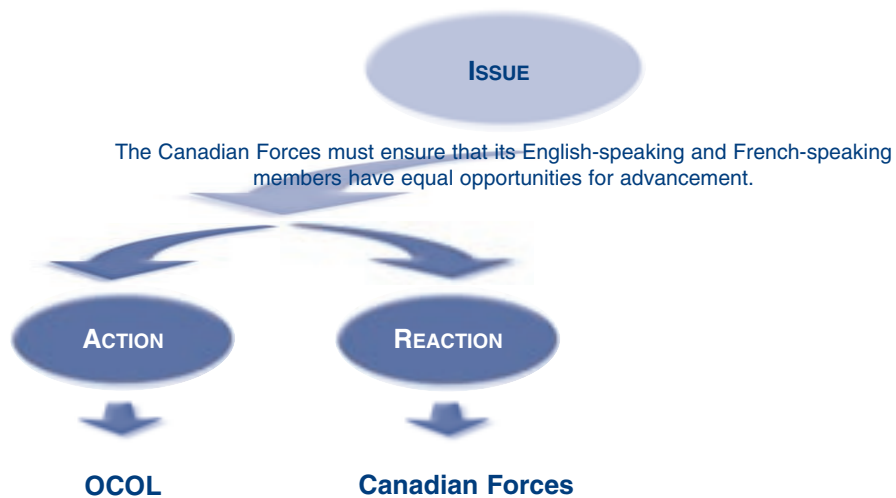 ISSUE
The Canadian Forces must ensure that its English-speaking and French-speaking
members have equal opportunities for advancement.
ACTION
REACTION
OCOL
Canadian Forces